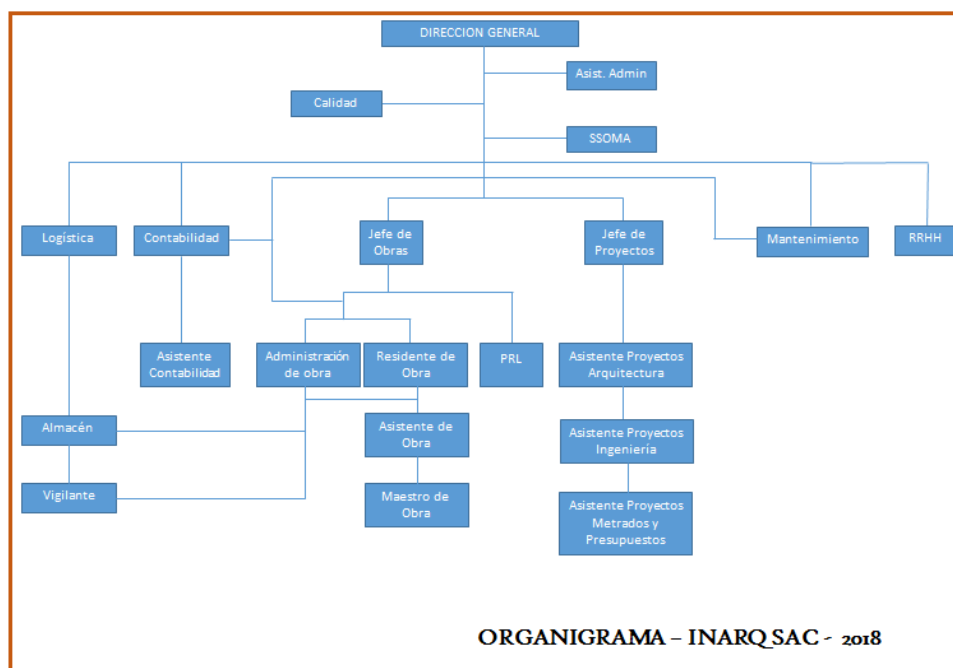 DIRECCION GENERAL
Asist. Admin
Calidad
SSOMA
Logística
Contabilidad
Jefe de
Obras
Jefe de
Proyectos
Mantenimiento
RRHH
Asistente
Contabilidad
Administración
de obra
Residente de
Obra
PRL
Asistente Proyectos
Arquitectura
Almacén
Asistente de
Obra
Asistente Proyectos
Ingeniería
Vigilante
Maestro de
Obra
Asistente Proyectos
Metrados y
Presupuestos
ORGANIGRAMA – INARQ SAC - 2018